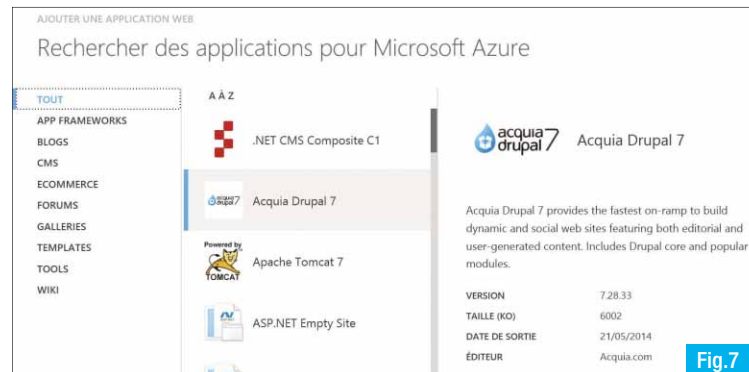 AJOUTER UNE APPLICATION WEB
Rechercher des applications pour Microsoft Azure
TOUT
APP FRAMEWORKS
BLOGS
CMS
ECOMMERCE
FORUMS
GALLERIES
TEMPLATES
TOOLS
WIKI
A À Z
.NET CMS Composite C1
acquia drupal 7
Acquia Drupal 7
Powered by
TOMCAT
Apache Tomcat 7
ASP.NET Empty Site
acquia
drupal 7
Acquia Drupal 7
Acquia Drupal 7 provides the fastest on-ramp to build
dynamic and social web sites featuring both editorial and
user-generated content. Includes Drupal core and popular
modules.
VERSION 7.28.33
TAILLE (KO) 6002
DATE DE SORTIE 21/05/2014
ÉDITEUR Acquia.com
Fig.7